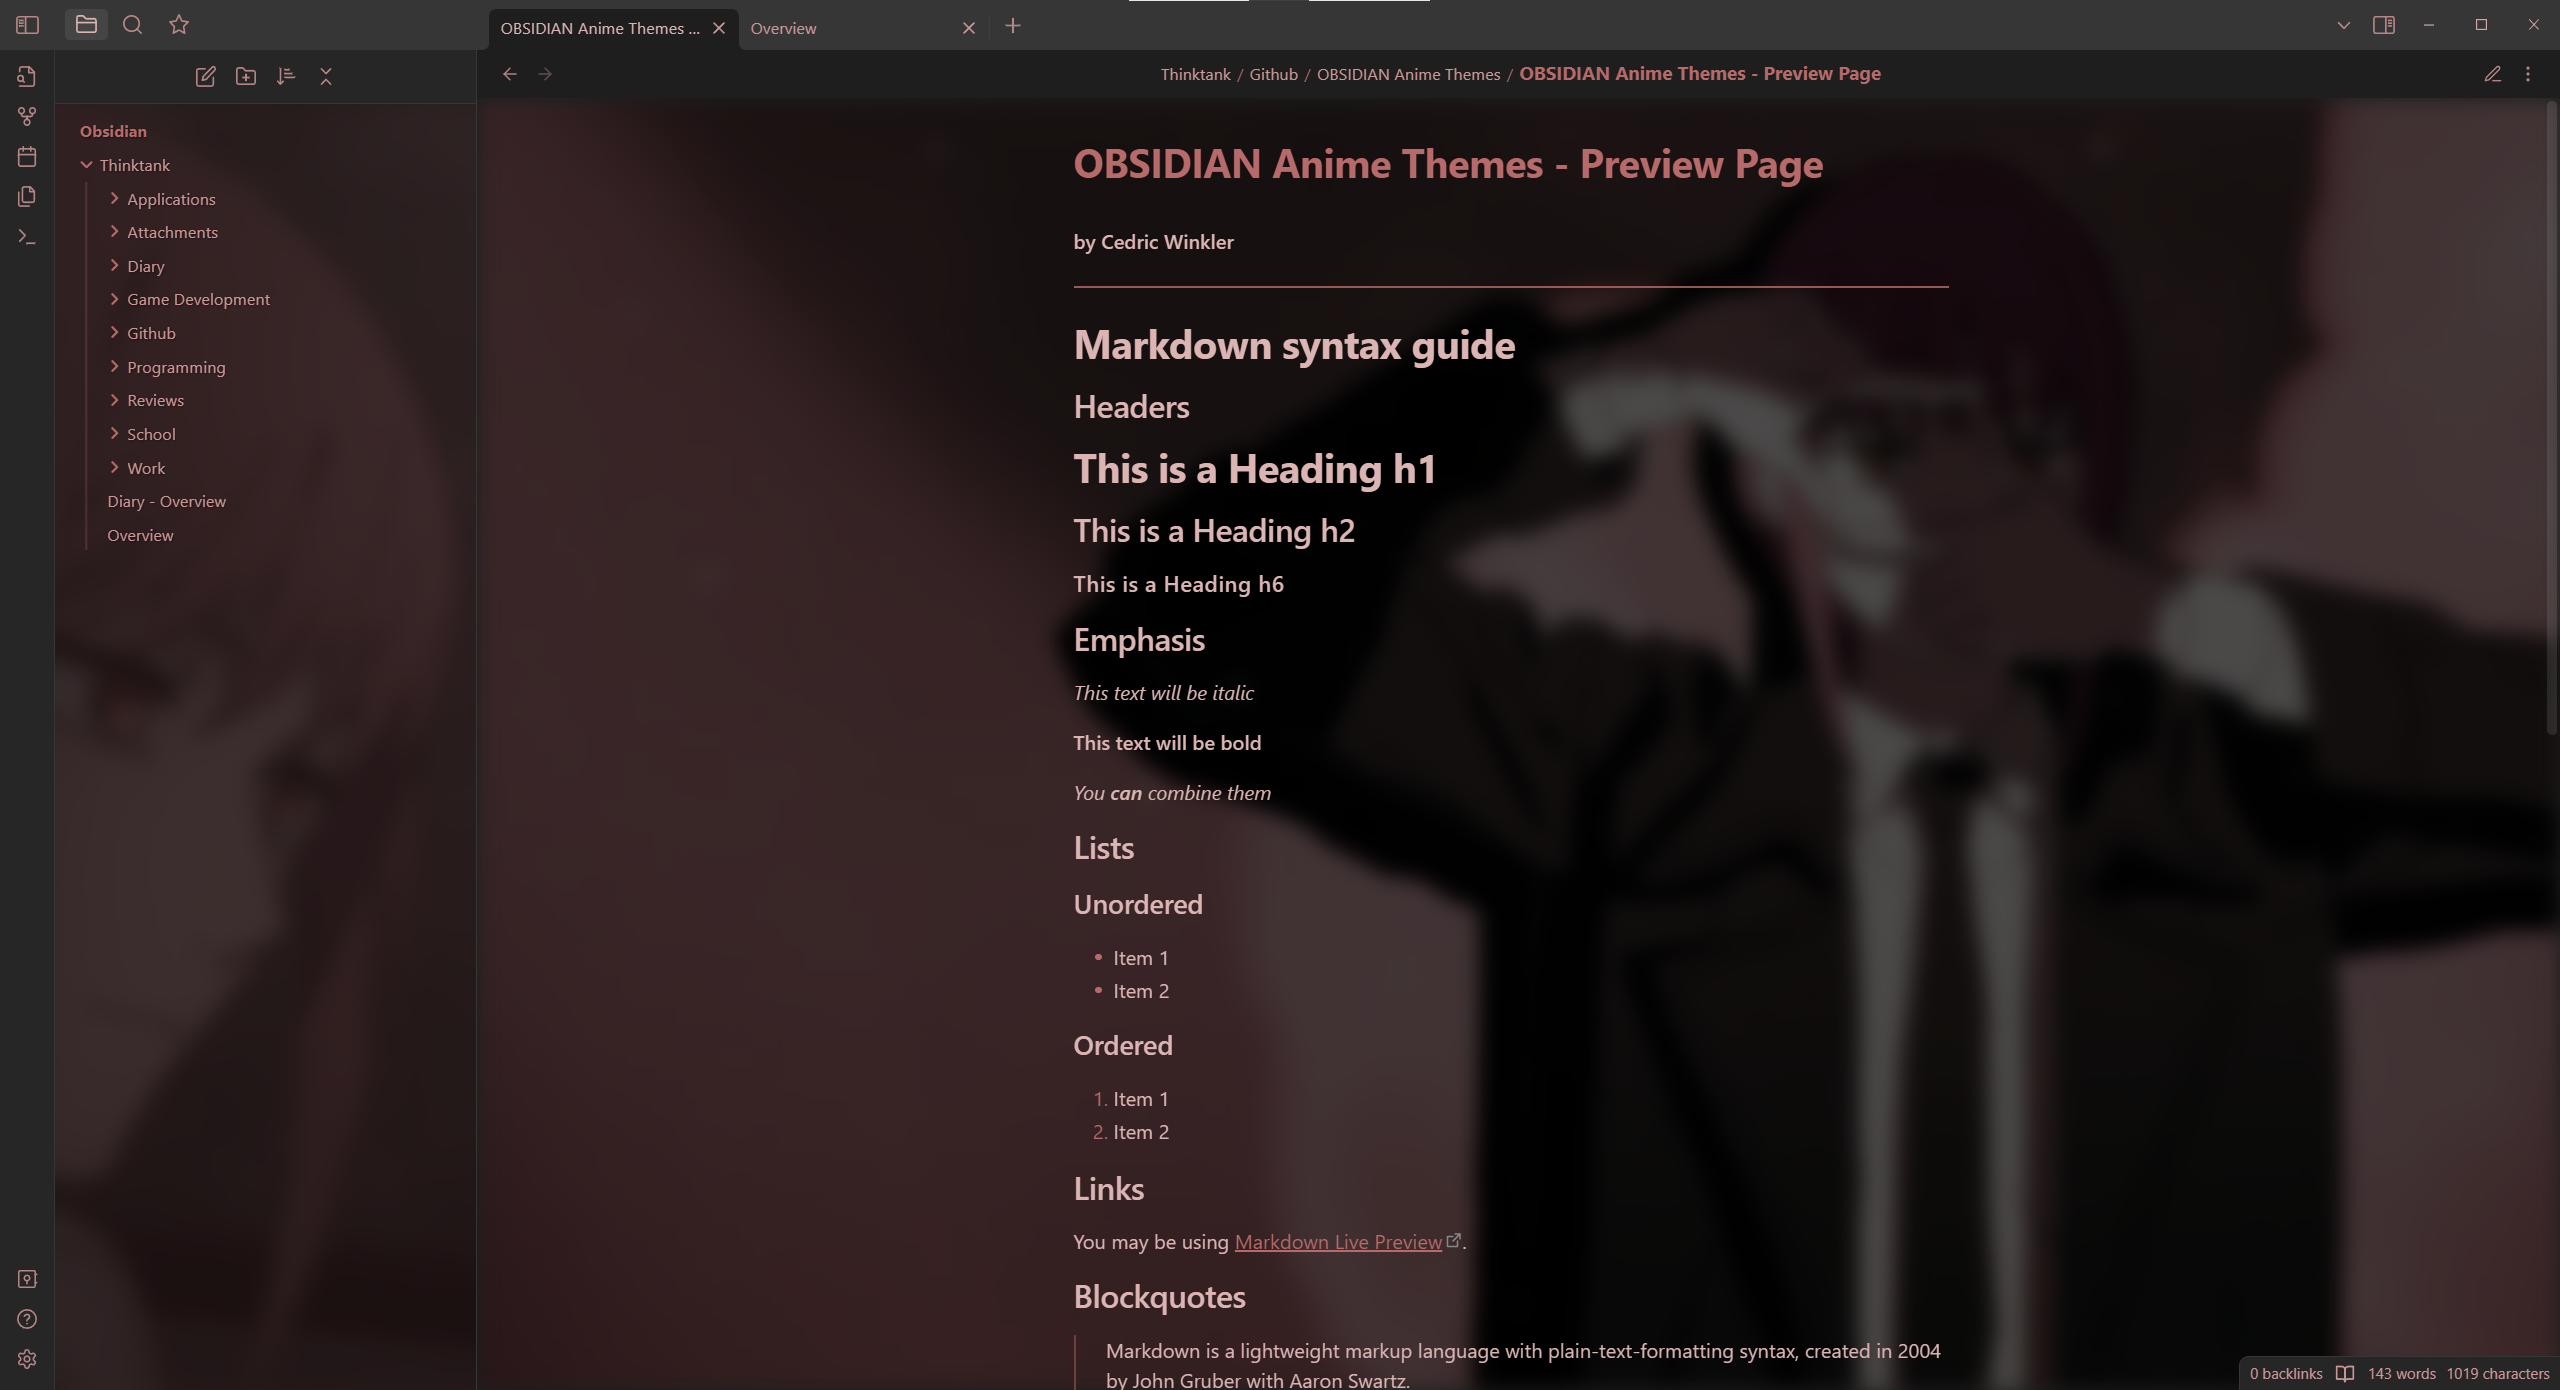 OBSIDIAN Anime Themes ...
Overview
Thinktank / Github / OBSIDIAN Anime Themes / OBSIDIAN Anime Themes - Preview Page
Obsidian
Thinktank
Applications
Attachments
Diary
Game Development
Github
Programming
Reviews
School
Work
Diary - Overview
Overview
OBSIDIAN Anime Themes - Preview Page
by Cedric Winkler
Markdown syntax guide
Headers
This is a Heading h1
This is a Heading h2
This is a Heading h6
Emphasis
This text will be italic
This text will be bold
You can combine them
Lists
Unordered
• Item 1
• Item 2
Ordered
1. Item 1
2. Item 2
Links
You may be using Markdown Live Preview.
Blockquotes
Markdown is a lightweight markup language with plain-text-formatting syntax, created in 2004
by John Gruber with Aaron Swartz.
0 backlinks 143 words 1019 characters